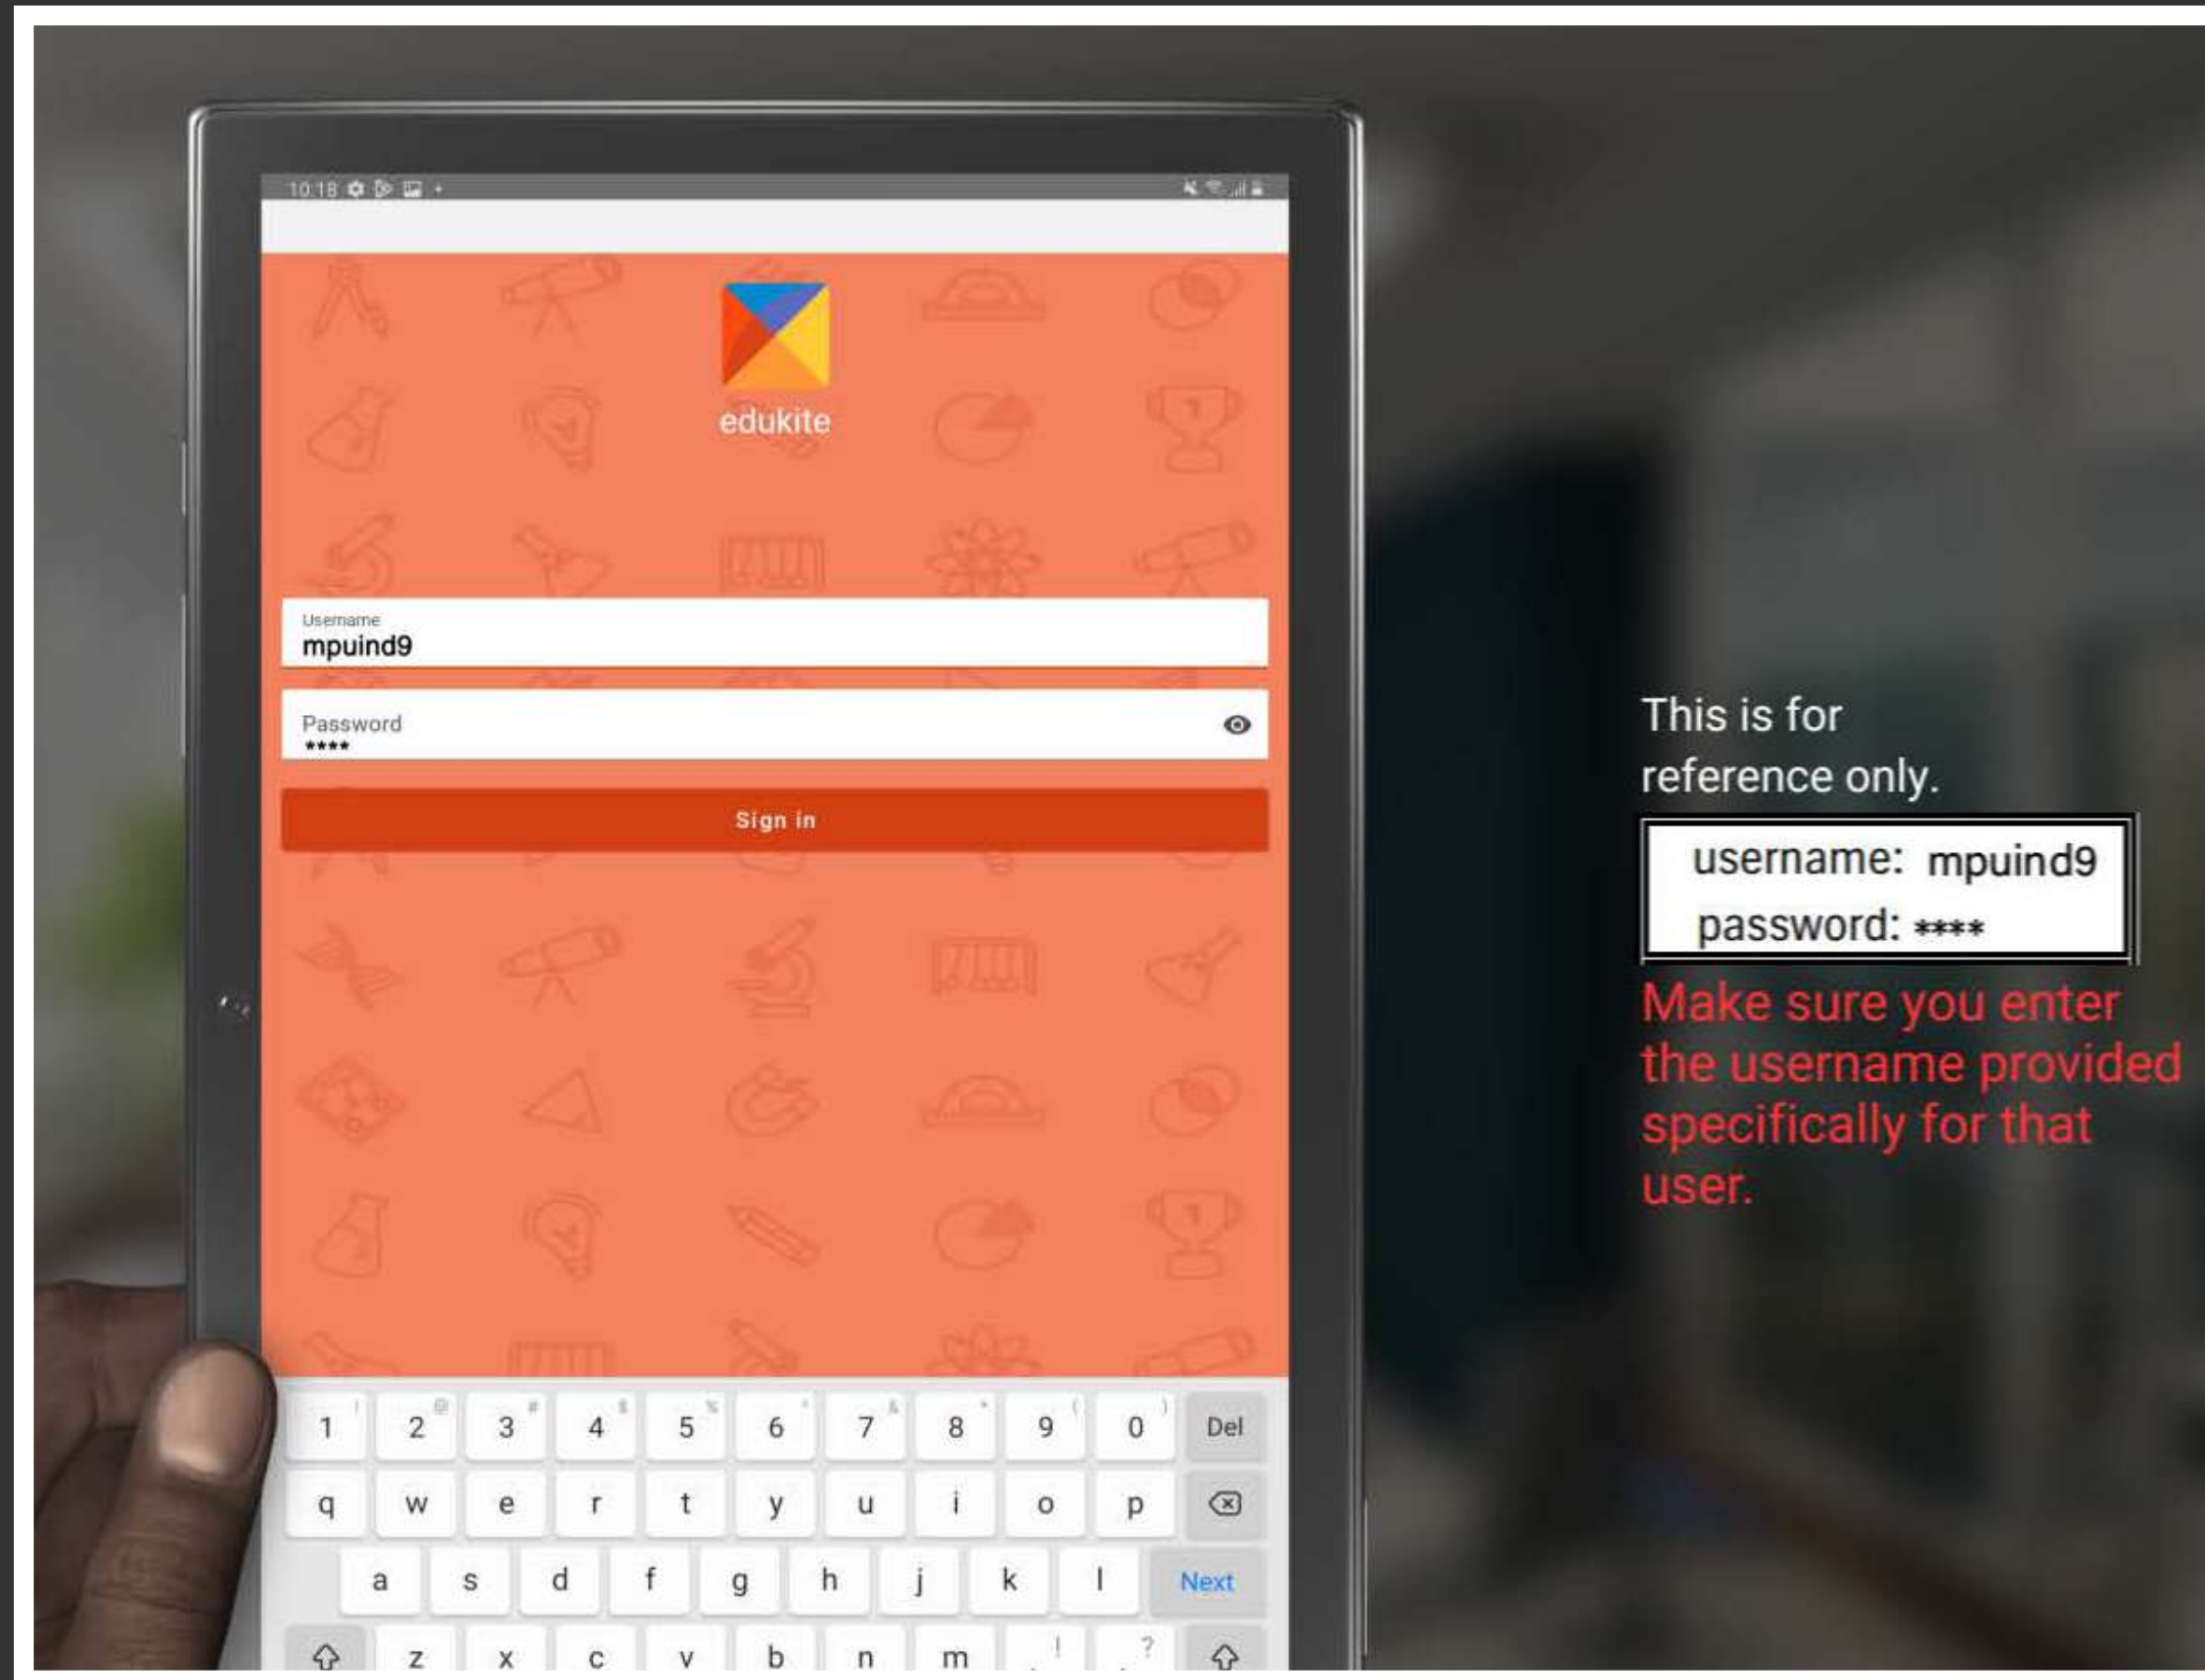 10:18
edukite
Username
mpuind9
Password
****
Sign in
1 ! 2 @ 3 # 4 $ 5 % 6 ^ 7 & 8 * 9 ( 0 ) Del
q w e r t y u i o p
a s d f g h j k l Next
z x c v b n m ! ?
This is for
reference only.
username: mpuind9
password: ****
Make sure you enter
the username provided
specifically for that
user.